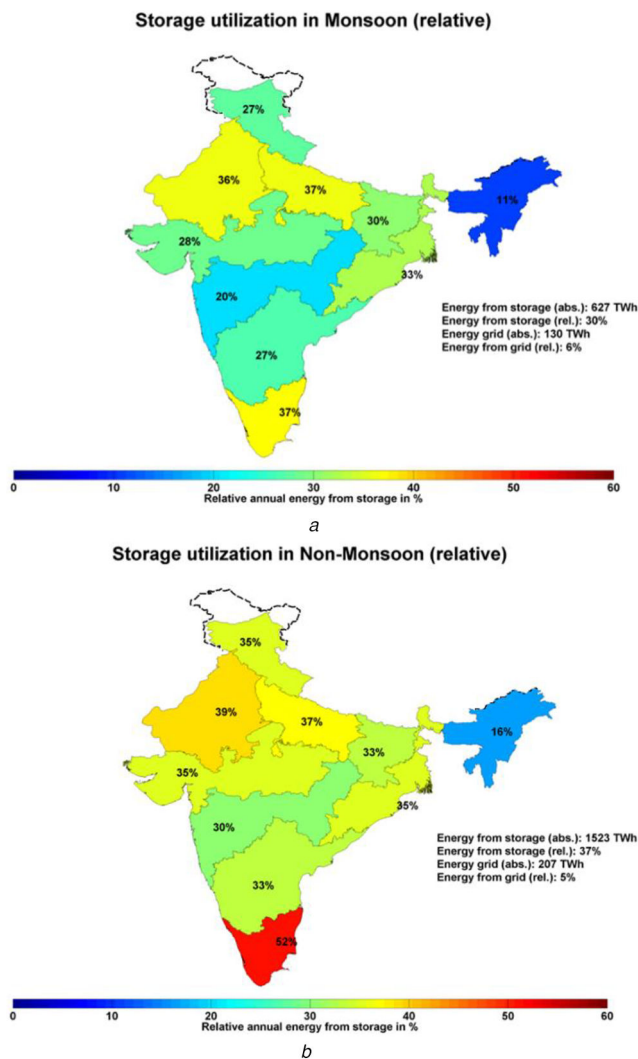 Storage utilization in Monsoon (relative)
27%
36%
37%
11%
30%
28%
33%
20%
Energy from storage (abs.): 627 TWh
Energy from storage (rel.): 30%
Energy grid (abs.): 130 TWh
Energy from grid (rel.): 6%
27%
37%
0 10 20 30 40 50 60
Relative annual energy from storage in %
a
Storage utilization in Non-Monsoon (relative)
35%
39%
37%
16%
33%
35%
35%
30%
Energy from storage (abs.): 1523 TWh
Energy from storage (rel.): 37%
Energy grid (abs.): 207 TWh
Energy from grid (rel.): 5%
33%
52%
0 10 20 30 40 50 60
Relative annual energy from storage in %
b